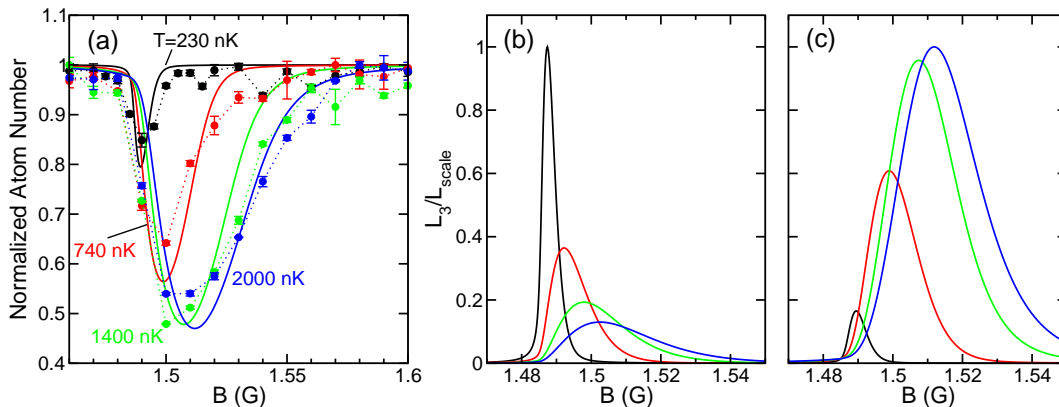 (a)
T=230 nK
740 nK
1400 nK
2000 nK
Normalized Atom Number
1
0.9
0.8
0.7
0.6
0.5
0.4
1.5
1.55
1.6
B (G)
(b)
L3/Lscale
1
0.8
0.6
0.4
0.2
0
1.48
1.5
1.52
1.54
B (G)
(c)
1.48
1.5
1.52
1.54
B (G)